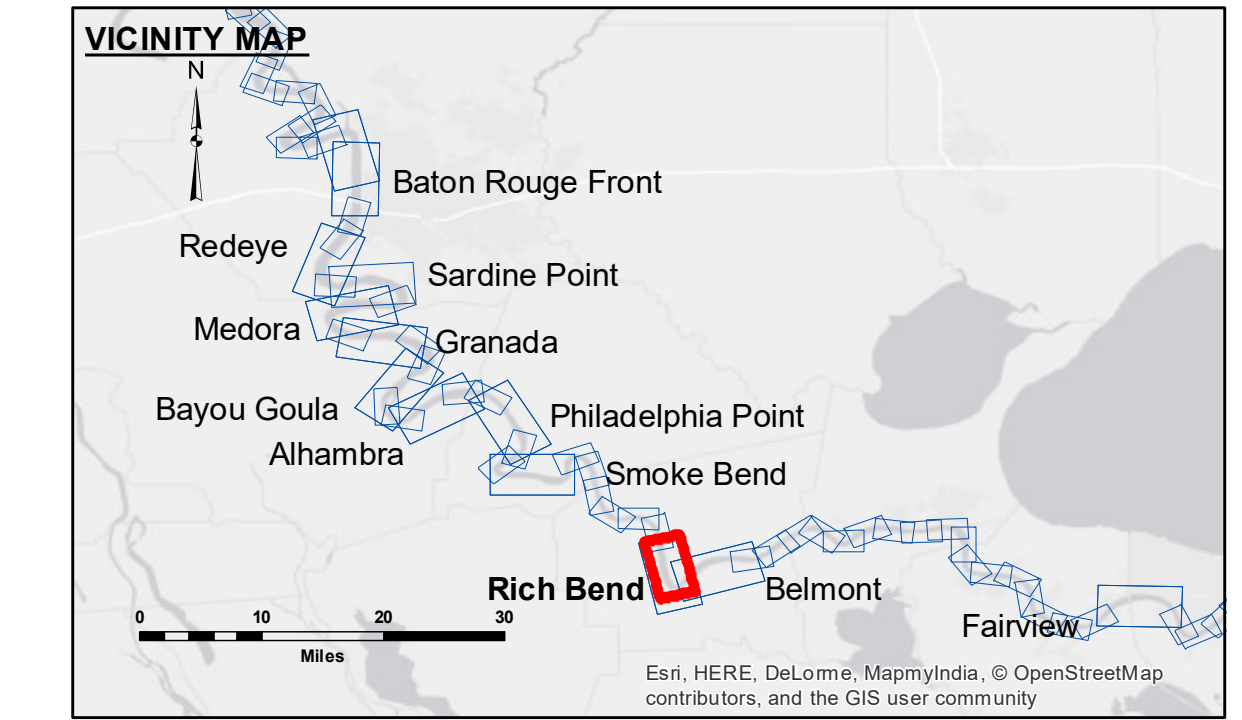 VICINITY MAP
N
Baton Rouge Front
Redeye
Sardine Point
Medora
Granada
Bayou Goula
Philadelphia Point
Alhambra
Smoke Bend
Rich Bend
Belmont
Fairview
0 10 20 30
Miles
Esri, HERE, DeLorme, MapmyIndia, © OpenStreetMap
contributors, and the GIS user community